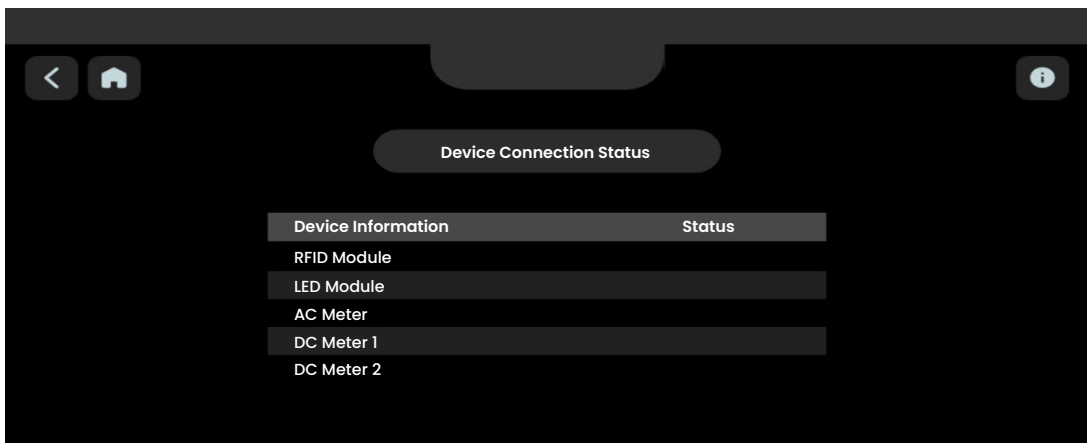 Device Connection Status
Device Information Status
RFID Module
LED Module
AC Meter
DC Meter 1
DC Meter 2